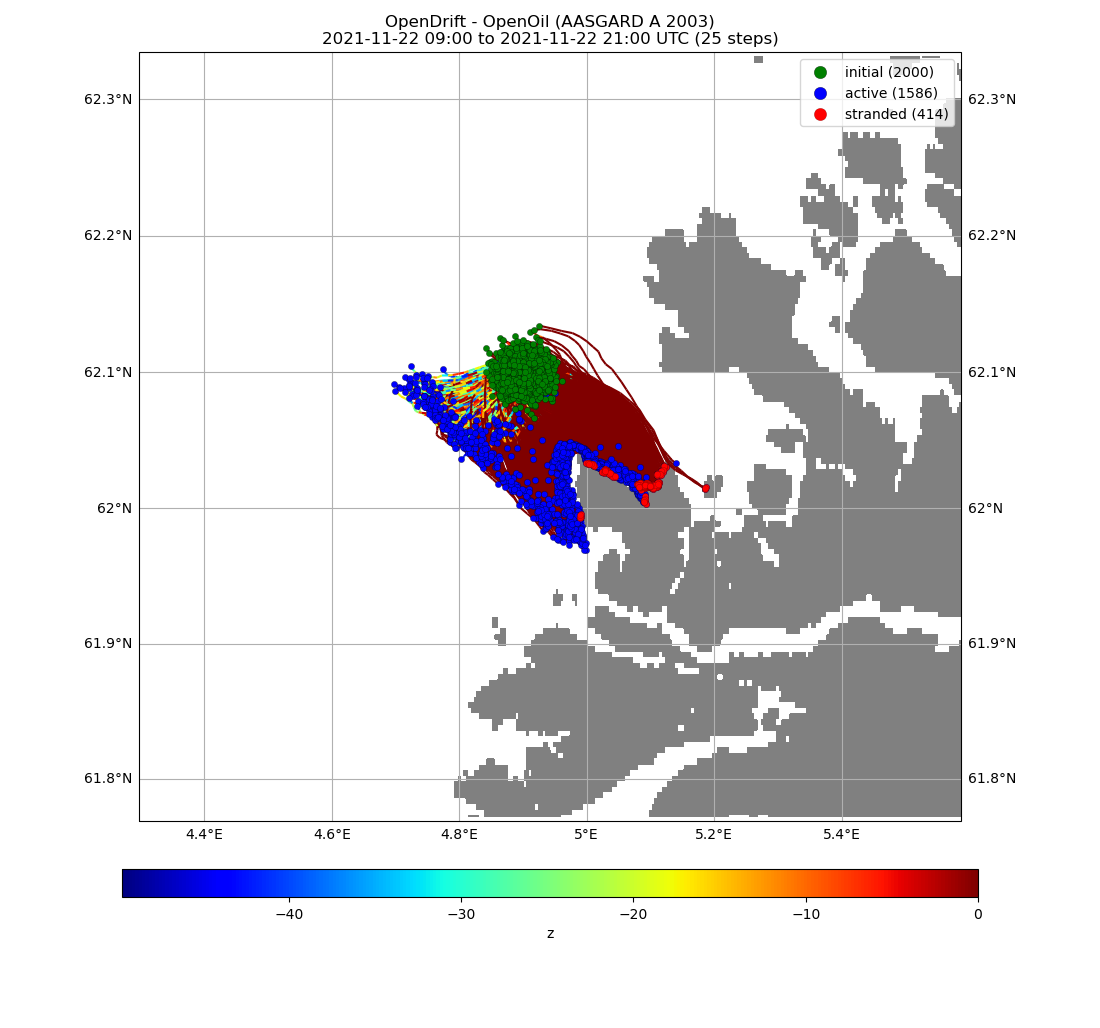 OpenDrift - OpenOil (AASGARD A 2003)
2021-11-22 09:00 to 2021-11-22 21:00 UTC (25 steps)
initial (2000)
active (1586)
stranded (414)
62.3°N 62.3°N
62.2°N 62.2°N
62.1°N 62.1°N
62°N 62°N
61.9°N 61.9°N
61.8°N 61.8°N
4.4°E 4.6°E 4.8°E 5°E 5.2°E 5.4°E
−40 −30 −20 −10 0
z